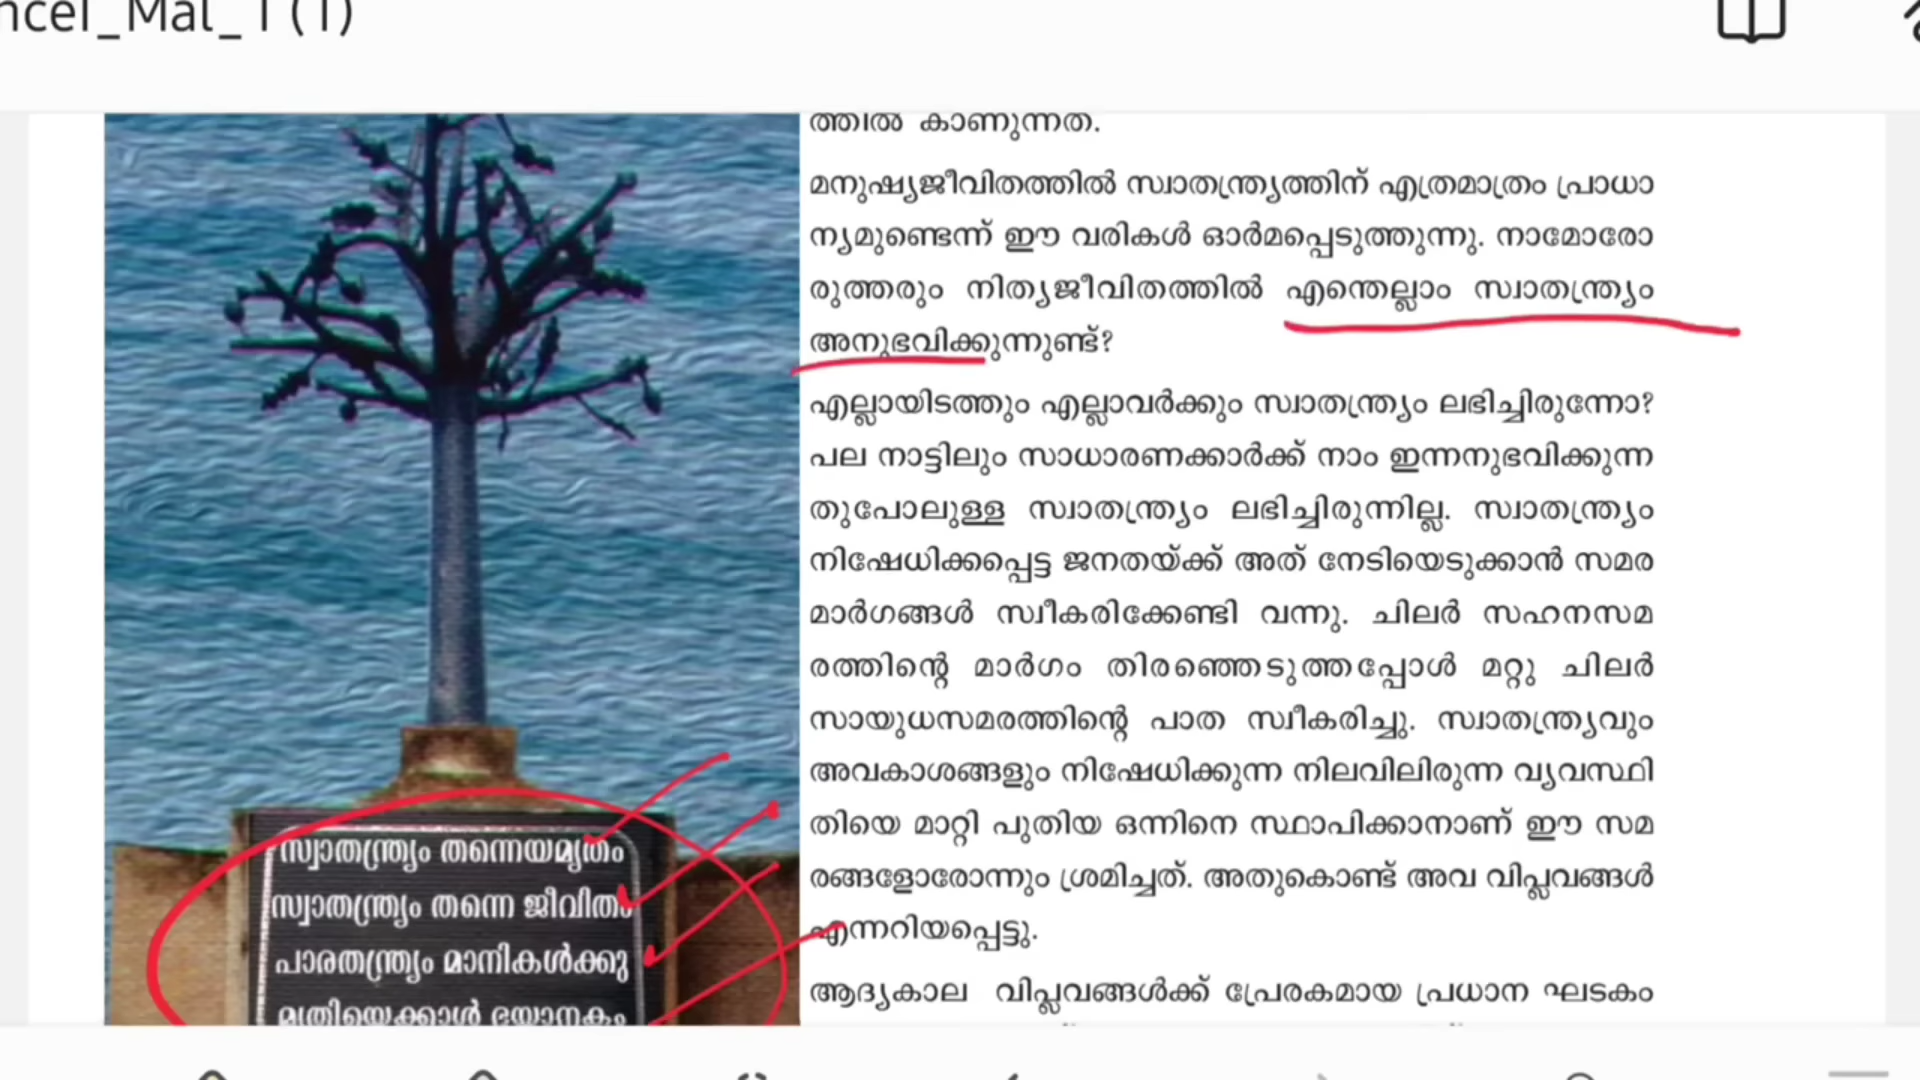 ncel_Mal_1 (1)
ത്തിൽ കാണുന്നത്.
മനുഷ്യജീവിതത്തിൽ സ്വാതന്ത്ര്യത്തിന് എത്രമാത്രം പ്രാധാ
ന്യമുണ്ടെന്ന് ഈ വരികൾ ഓർമപ്പെടുത്തുന്നു. നാമോരോ
രുത്തരും നിത്യജീവിതത്തിൽ എന്തെല്ലാം സ്വാതന്ത്ര്യം
അനുഭവിക്കുന്നുണ്ട്?
എല്ലായിടത്തും എല്ലാവർക്കും സ്വാതന്ത്ര്യം ലഭിച്ചിരുന്നോ?
പല നാട്ടിലും സാധാരണക്കാർക്ക് നാം ഇന്നനുഭവിക്കുന്ന
തുപോലുള്ള സ്വാതന്ത്ര്യം ലഭിച്ചിരുന്നില്ല. സ്വാതന്ത്ര്യം
നിഷേധിക്കപ്പെട്ട ജനതയ്ക്ക് അത് നേടിയെടുക്കാൻ സമര
മാർഗങ്ങൾ സ്വീകരിക്കേണ്ടി വന്നു. ചിലർ സഹനസമ
രത്തിന്റെ മാർഗം തിരഞ്ഞെടുത്തപ്പോൾ മറ്റു ചിലർ
സായുധസമരത്തിന്റെ പാത സ്വീകരിച്ചു. സ്വാതന്ത്ര്യവും
അവകാശങ്ങളും നിഷേധിക്കുന്ന നിലവിലിരുന്ന വ്യവസ്ഥി
തിയെ മാറ്റി പുതിയ ഒന്നിനെ സ്ഥാപിക്കാനാണ് ഈ സമ
രങ്ങളോരോന്നും ശ്രമിച്ചത്. അതുകൊണ്ട് അവ വിപ്ലവങ്ങൾ
എന്നറിയപ്പെട്ടു.
ആദ്യകാല വിപ്ലവങ്ങൾക്ക് പ്രേരകമായ പ്രധാന ഘടകം
സ്വാതന്ത്ര്യം തന്നെയമൃതം
സ്വാതന്ത്ര്യം തന്നെ ജീവിതം
പാരതന്ത്ര്യം മാനികൾക്കു
മൃതിയെക്കാൾ ഭയാനകം